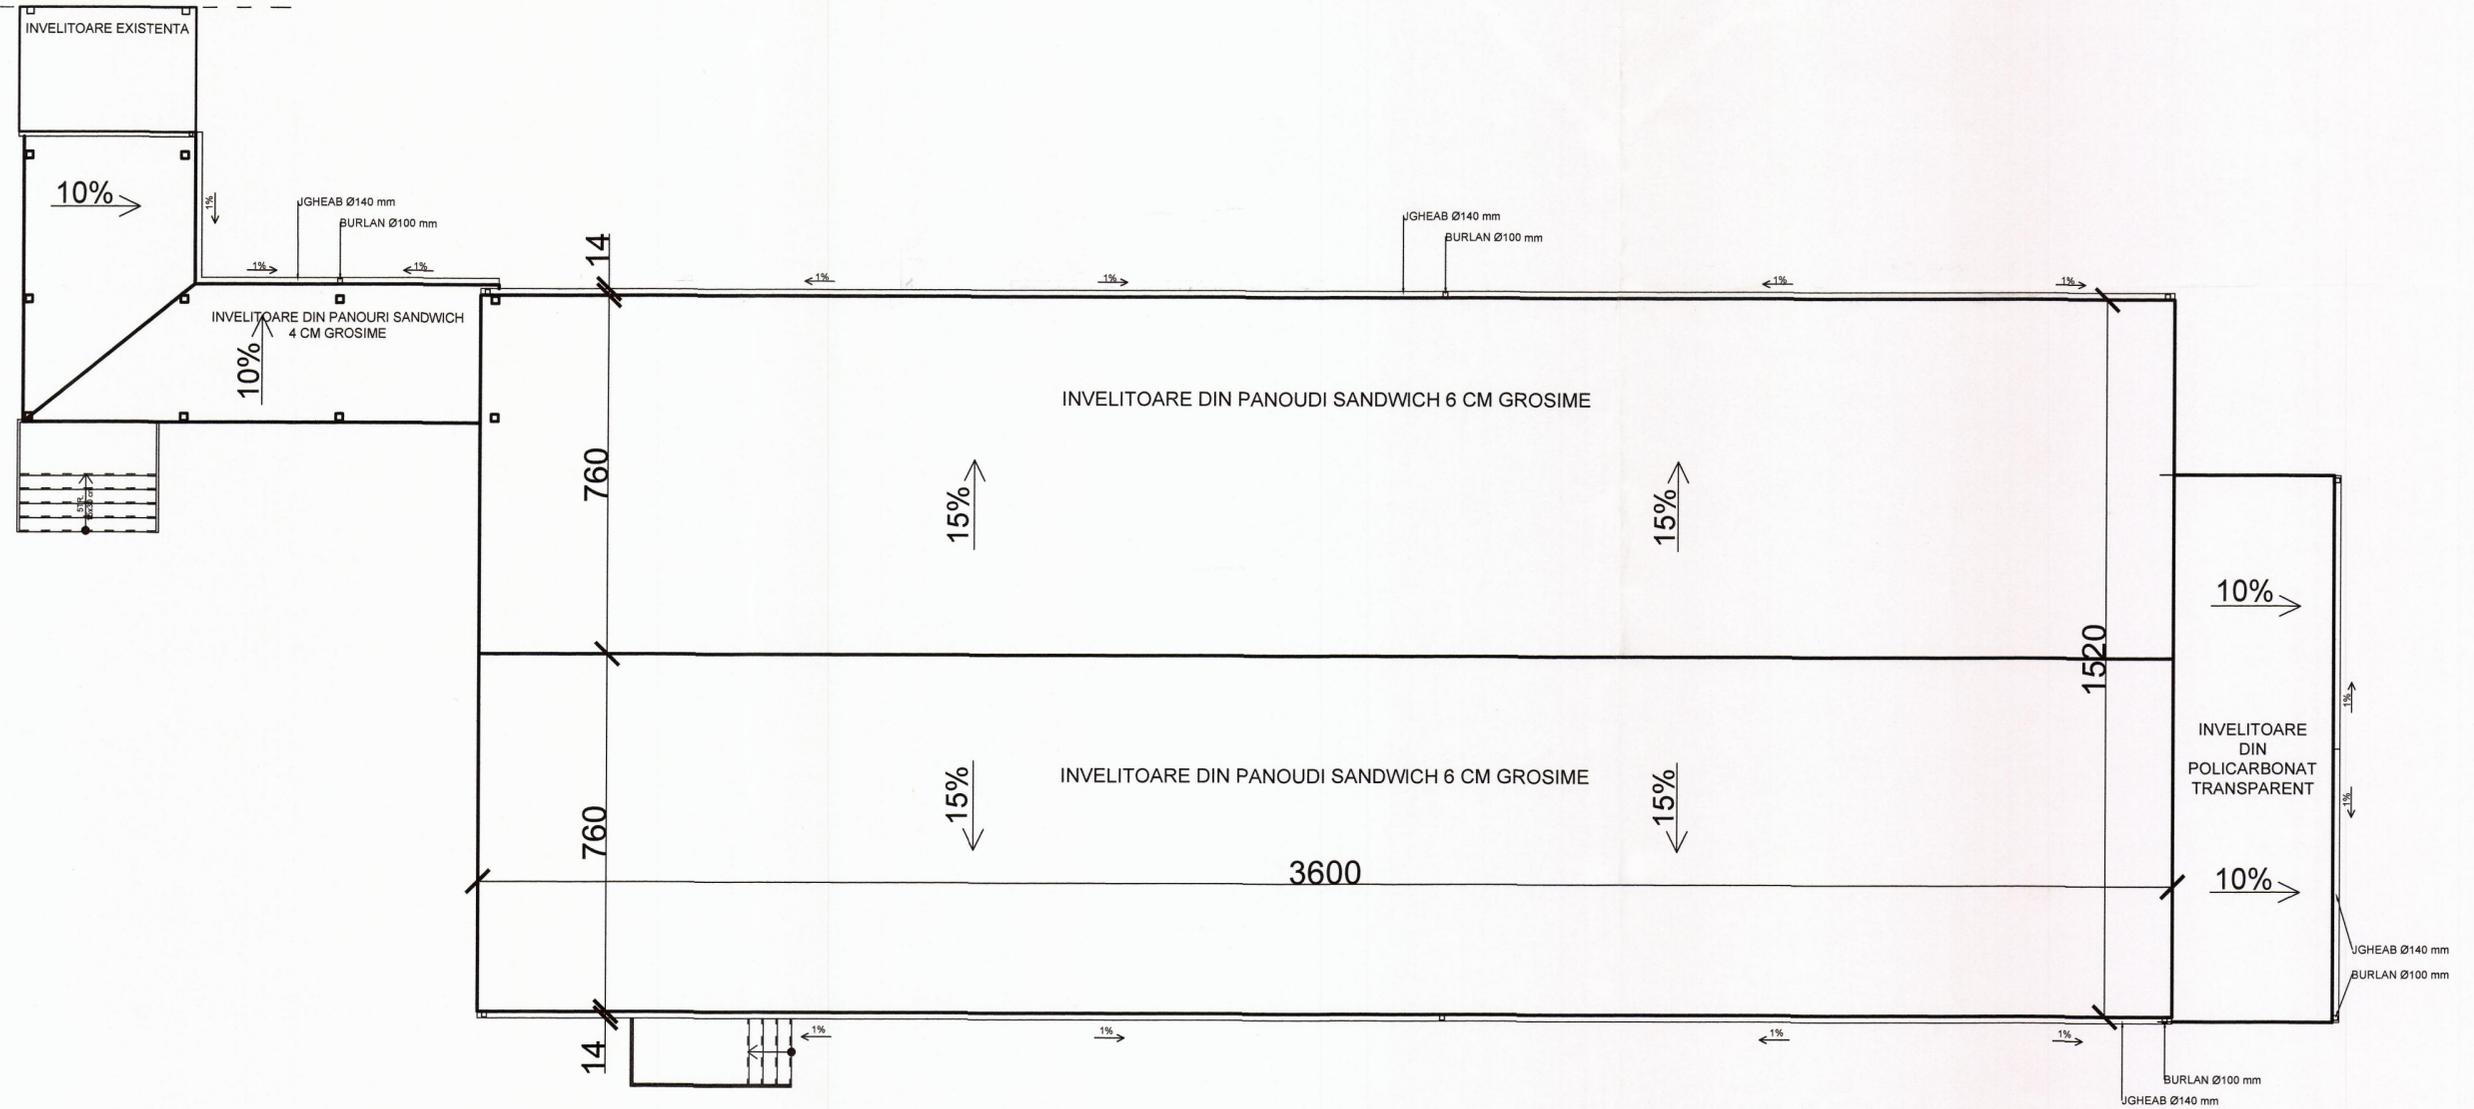 INVELITOARE EXISTENTA
10%
1%
JGHEAB Ø140 mm
BURLAN Ø100 mm
1%
1%
INVELITOARE DIN PANOURI SANDWICH
4 CM GROSIME
10%
14
JGHEAB Ø140 mm
BURLAN Ø100 mm
1%
1%
1%
1%
INVELITOARE DIN PANOUDI SANDWICH 6 CM GROSIME
760
15%
15%
1520
10%
INVELITOARE
DIN
POLICARBONAT
TRANSPARENT
1%
1%
INVELITOARE DIN PANOUDI SANDWICH 6 CM GROSIME
760
15%
15%
3600
10%
JGHEAB Ø140 mm
BURLAN Ø100 mm
14
1%
1%
1%
1%
BURLAN Ø100 mm
JGHEAB Ø140 mm